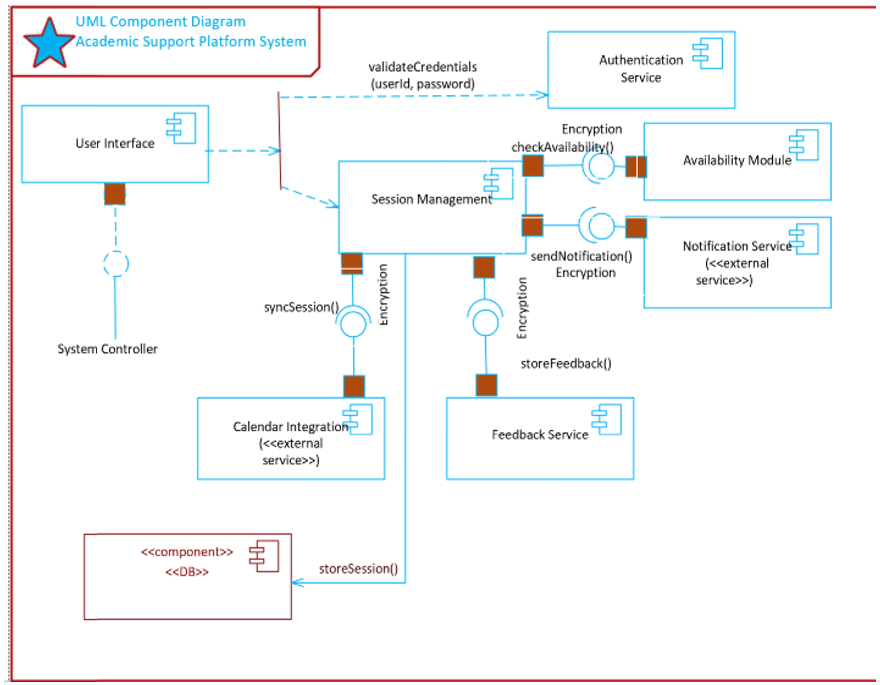 UML Component Diagram
Academic Support Platform System
validateCredentials
(userId, password)
Authentication
Service
User Interface
Encryption
checkAvailability()
Availability Module
Session Management
sendNotification()
Encryption
Notification Service
(<<external
service>>)
syncSession()
Encryption
Encryption
System Controller
storeFeedback()
Calendar Integration
(<<external
service>>)
Feedback Service
<<component>>
<<DB>>
storeSession()